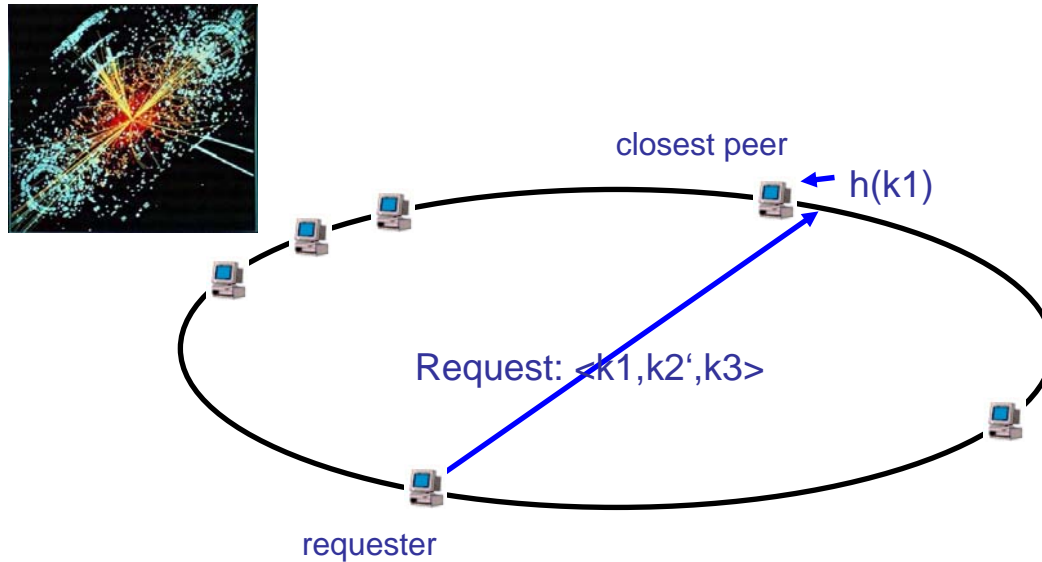 closest peer
h(k1)
Request: <k1,k2‘,k3>
requester